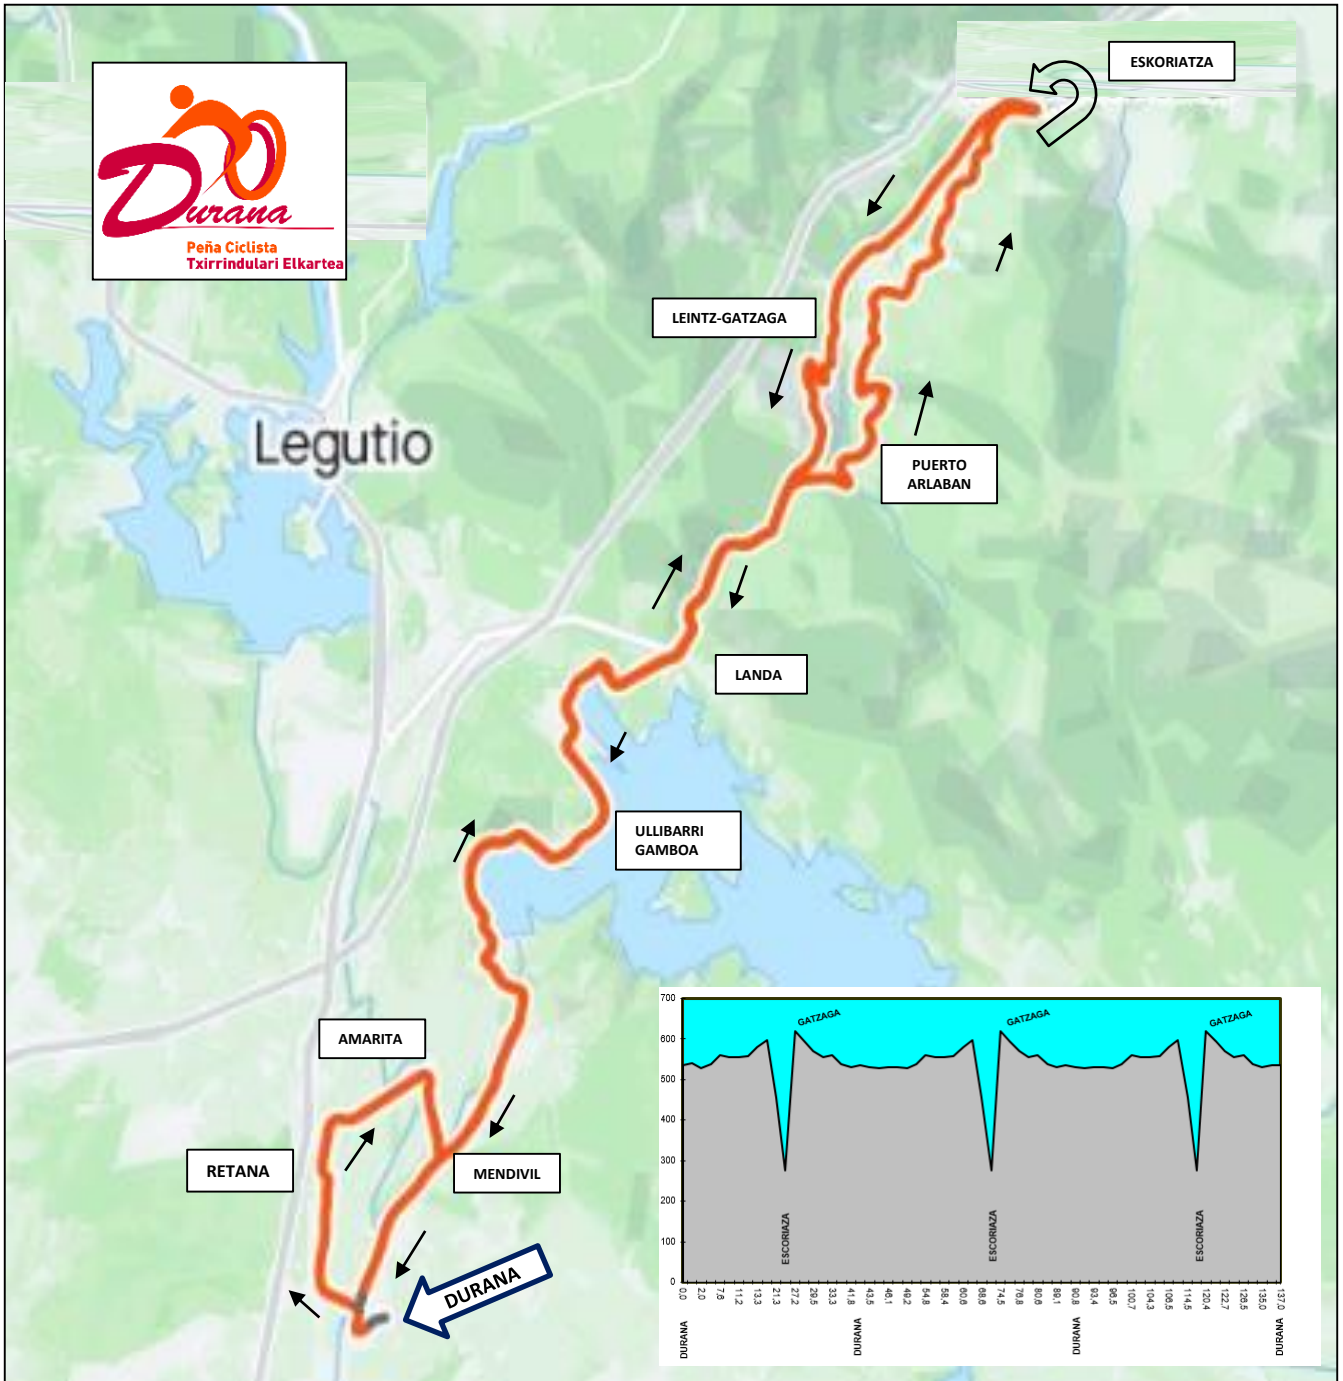 ESKORIATZA
Durana
Peña Ciclista
Txirrindulari Elkartea
LEINTZ-GATZAGA
Legutio
PUERTO
ARLABAN
LANDA
ULLIBARRI
GAMBOA
AMARITA
RETANA
MENDIVIL
DURANA
700
600
500
400
300
200
100
0
GATZAGA
GATZAGA
GATZAGA
ESCORIAZA
ESCORIAZA
ESCORIAZA
0,0
2,0
7,6
11,2
13,3
21,3
27,2
29,5
33,3
41,8
43,5
46,1
49,2
54,8
58,4
60,6
68,6
74,5
76,8
80,6
89,1
90,8
93,4
96,5
100,7
104,3
106,5
114,5
120,4
122,7
126,5
135,0
137,0
DURANA
DURANA
DURANA
DURANA